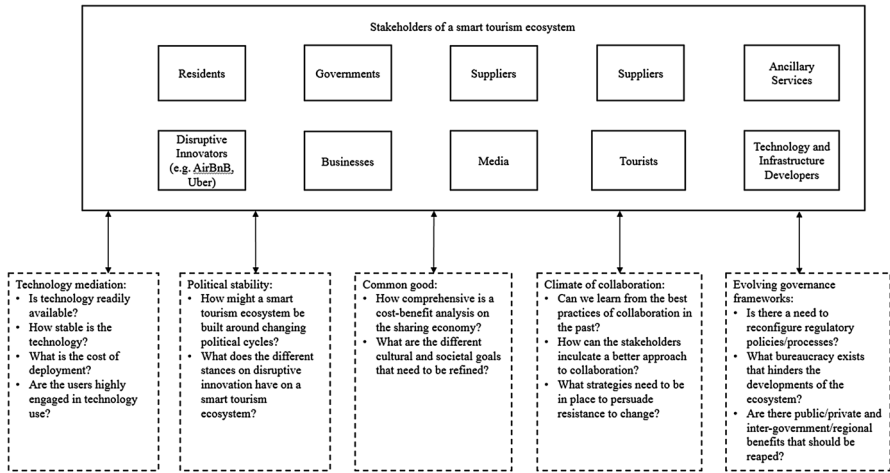 Stakeholders of a smart tourism ecosystem
Residents
Governments
Suppliers
Suppliers
Ancillary
Services
Disruptive
Innovators
(e.g. AirBnB,
Uber)
Businesses
Media
Tourists
Technology and
Infrastructure
Developers
Technology mediation:
• Is technology readily
available?
• How stable is the
technology?
• What is the cost of
deployment?
• Are the users highly
engaged in technology
use?
Political stability:
• How might a smart
tourism ecosystem be
built around changing
political cycles?
• What does the different
stances on disruptive
innovation have on a
smart tourism
ecosystem?
Common good:
• How comprehensive is a
cost-benefit analysis on
the sharing economy?
• What are the different
cultural and societal goals
that need to be refined?
Climate of collaboration:
• Can we learn from the best
practices of collaboration in
the past?
• How can the stakeholders
inculcate a better approach
to collaboration?
• What strategies need to be
in place to persuade
resistance to change?
Evolving governance
frameworks:
• Is there a need to
reconfigure regulatory
policies/processes?
• What bureaucracy exists
that hinders the
developments of the
ecosystem?
• Are there public/private and
inter-government/regional
benefits that should be
reaped?